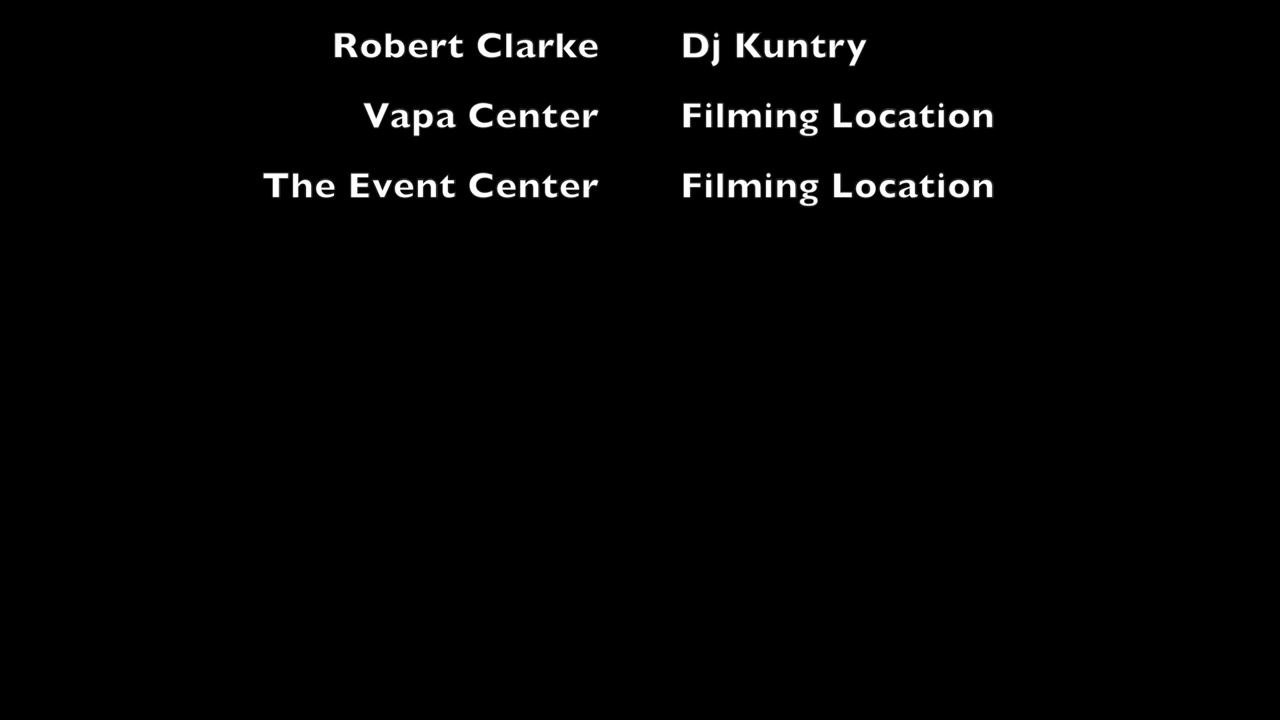 Robert Clarke Dj Kuntry
Vapa Center Filming Location
The Event Center Filming Location